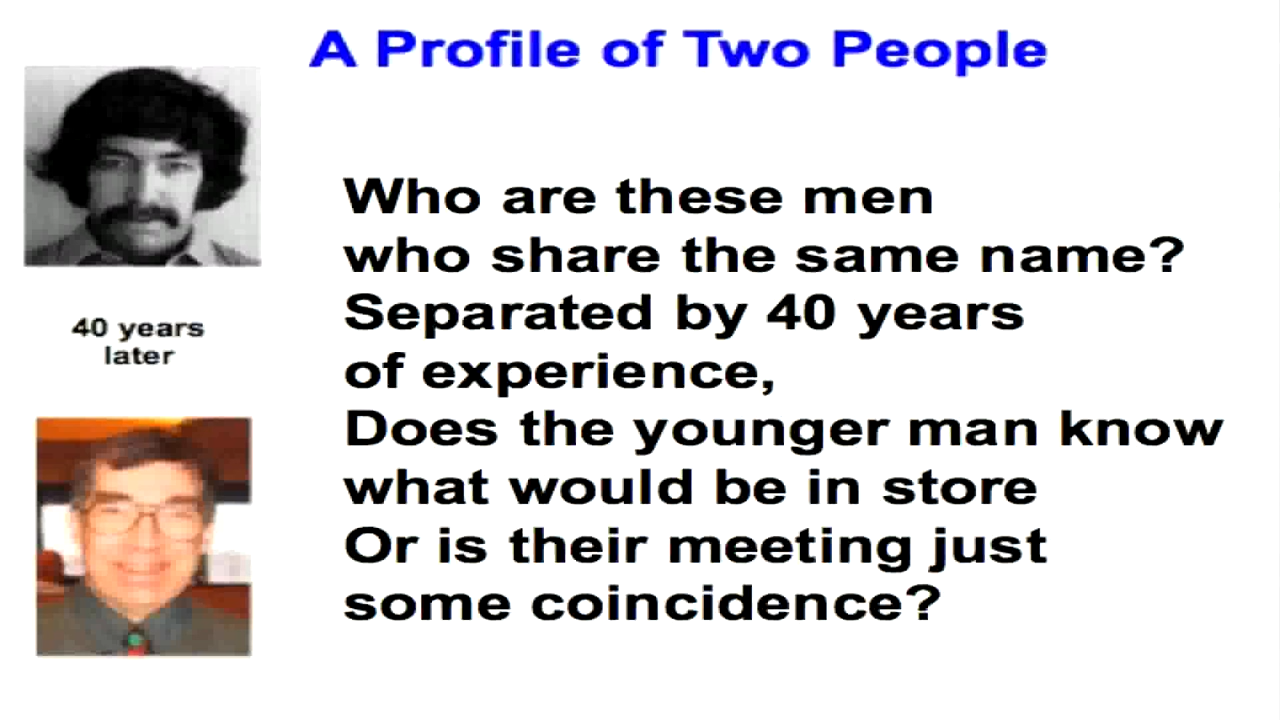 A Profile of Two People
Who are these men
who share the same name?
Separated by 40 years
of experience,
Does the younger man know
what would be in store
Or is their meeting just
some coincidence?
40 years
later